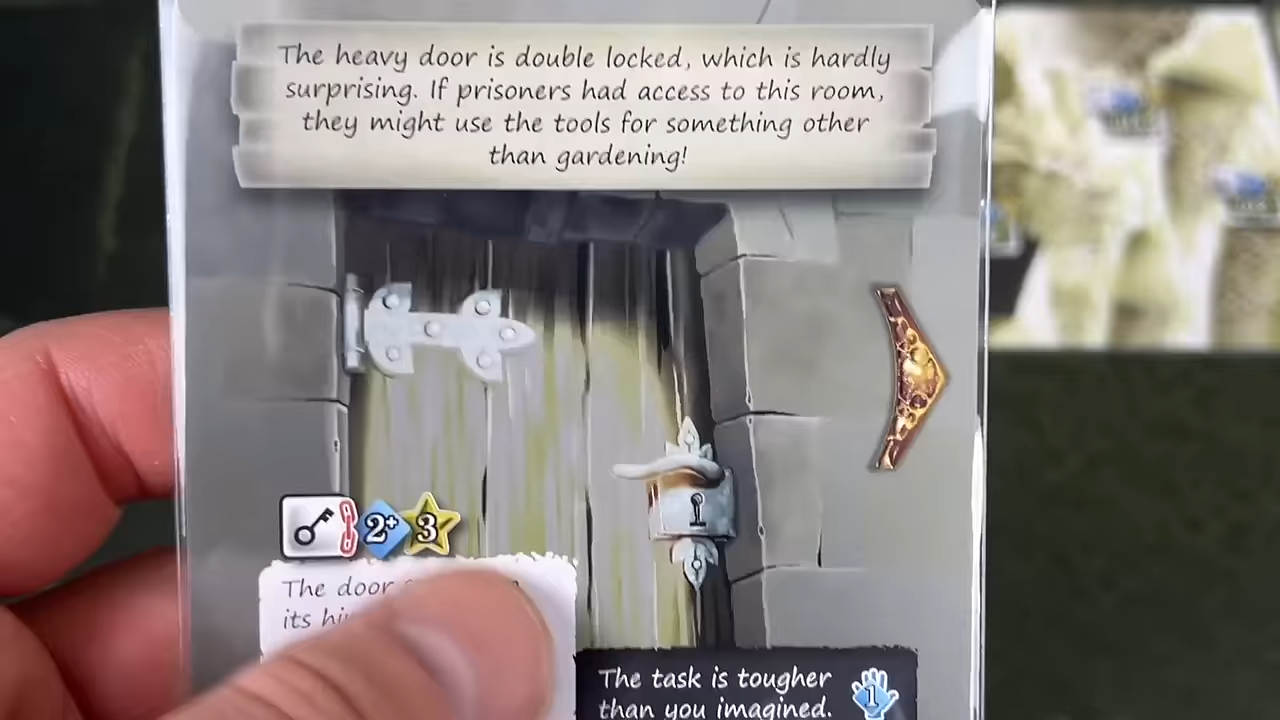 The heavy door is double locked, which is hardly
surprising. If prisoners had access to this room,
they might use the tools for something other
than gardening!
2+ 3
The door
its
The task is tougher
than you imagined.
1